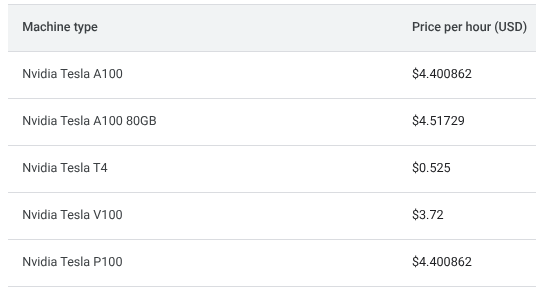 Machine type Price per hour (USD)
Nvidia Tesla A100 $4.400862
Nvidia Tesla A100 80GB $4.51729
Nvidia Tesla T4 $0.525
Nvidia Tesla V100 $3.72
Nvidia Tesla P100 $4.400862